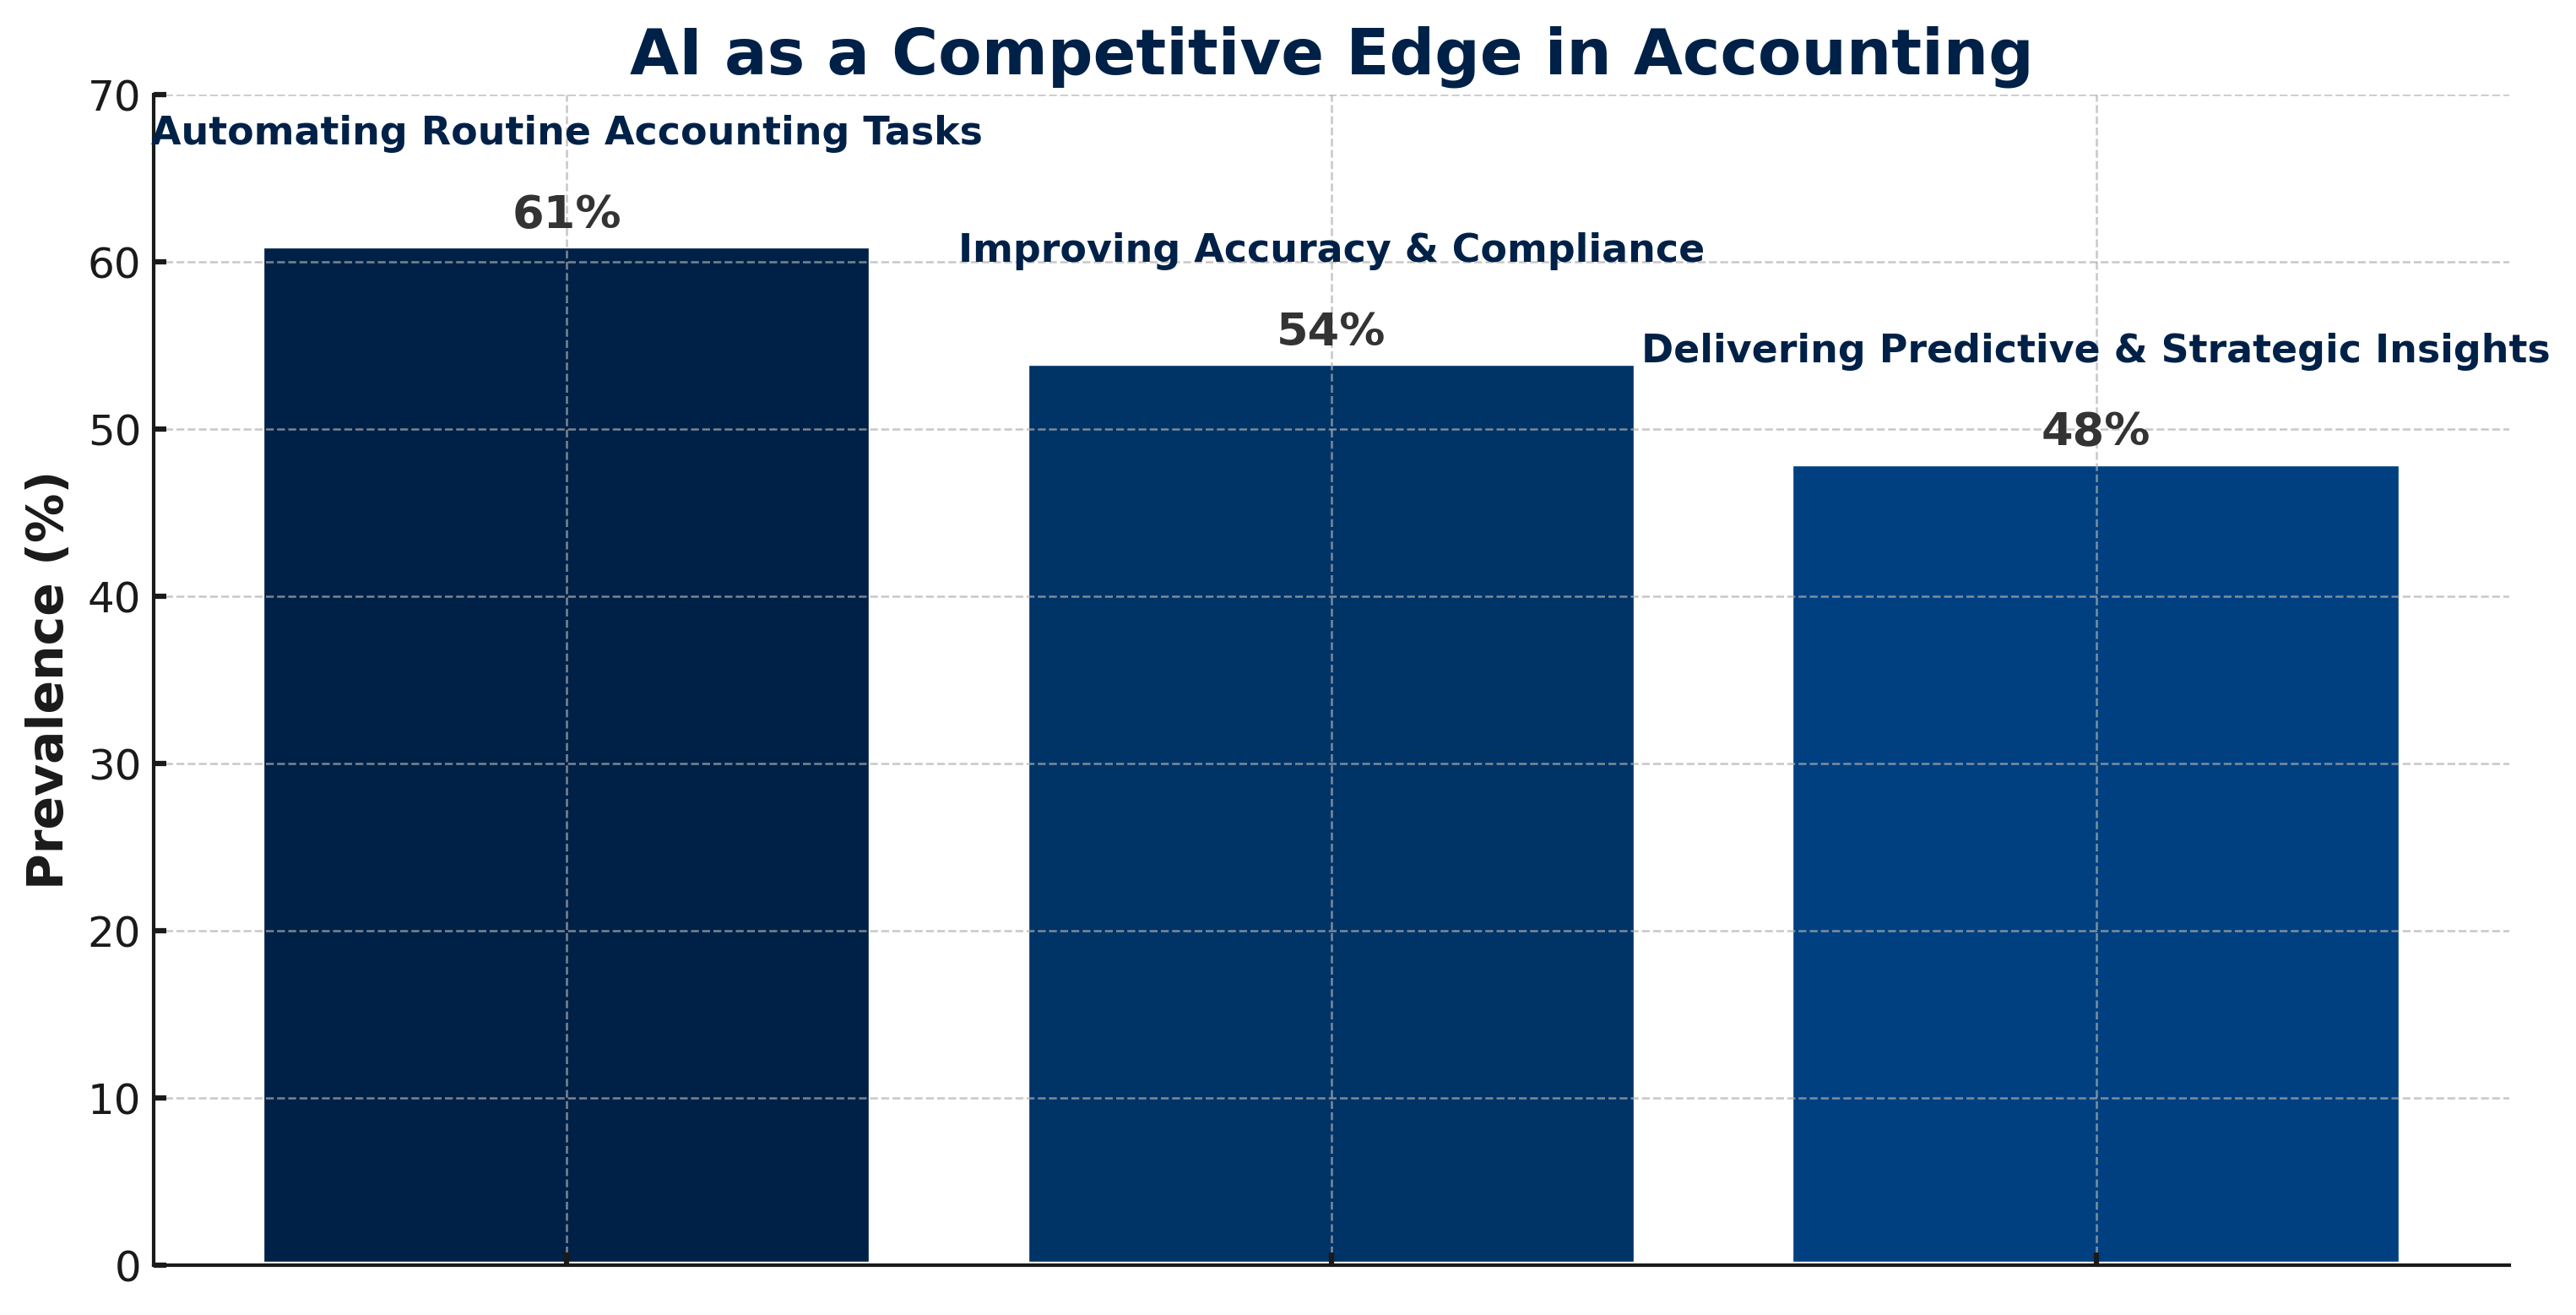 AI as a Competitive Edge in Accounting
Prevalence (%)
70
60
50
40
30
20
10
0
Automating Routine Accounting Tasks
61%
Improving Accuracy & Compliance
54%
Delivering Predictive & Strategic Insights
48%